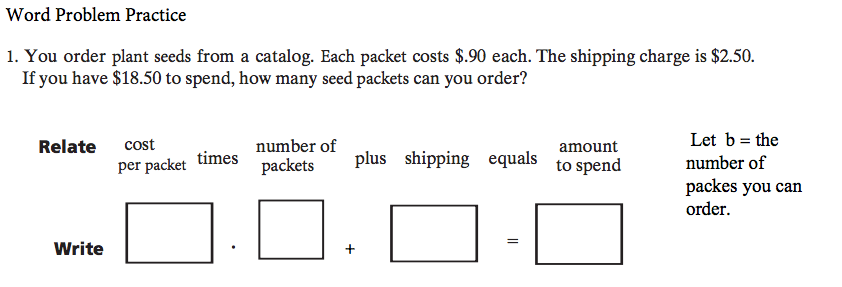 Word Problem Practice
1. You order plant seeds from a catalog. Each packet costs $.90 each. The shipping charge is $2.50.
If you have $18.50 to spend, how many seed packets can you order?
Relate cost per packet times number of packets plus shipping equals amount to spend
Let b = the
number of
packes you can
order.
Write · + =